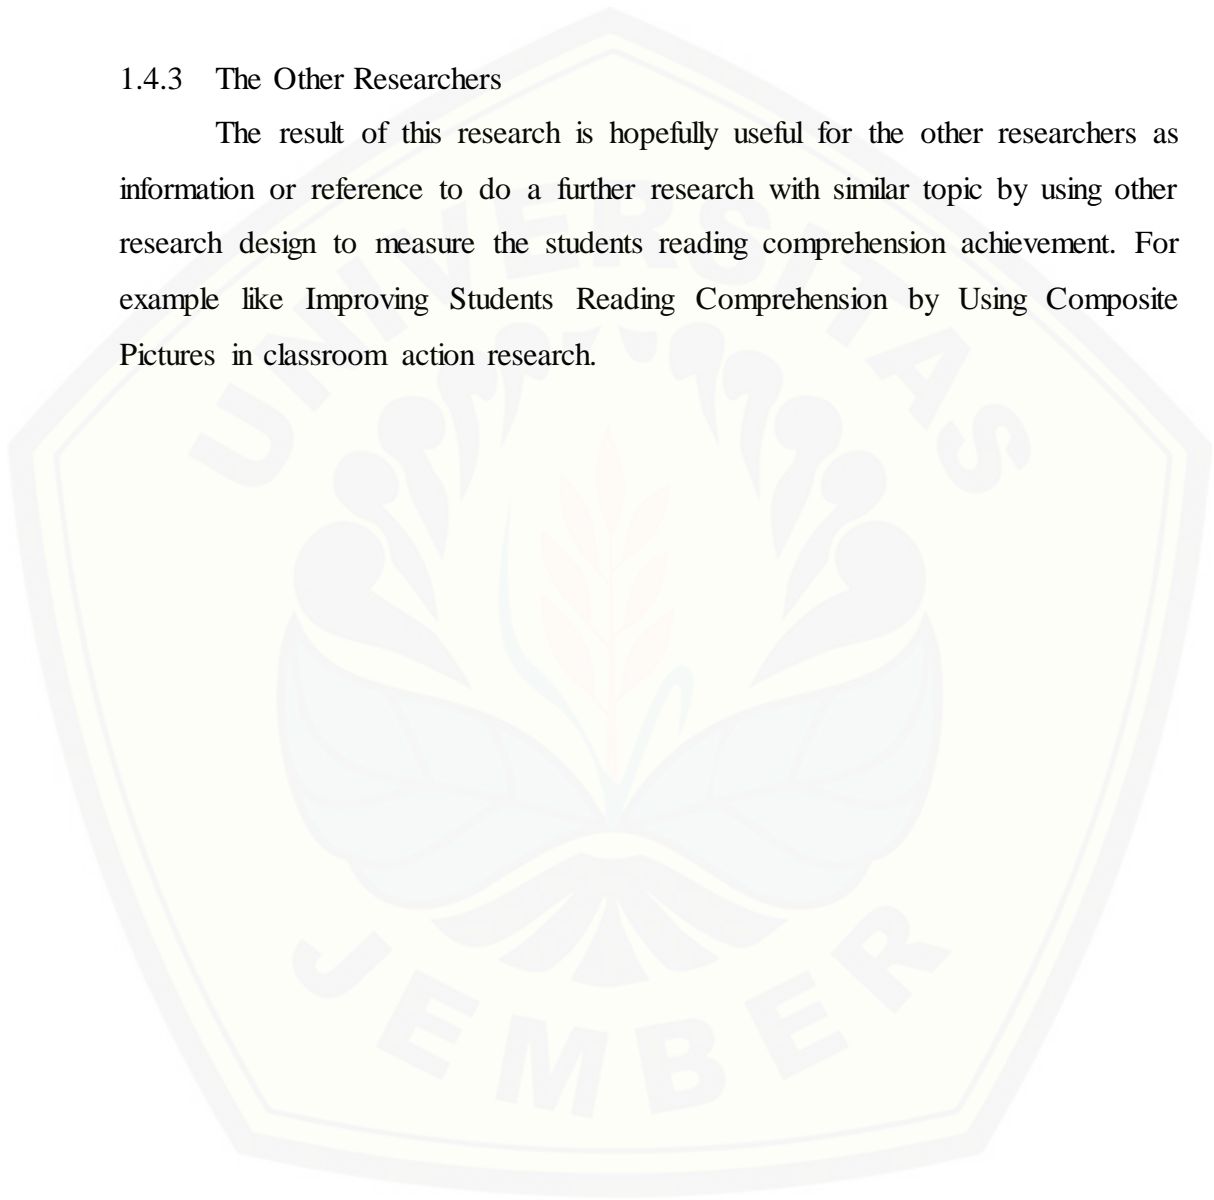 1.4.3 The Other Researchers
The result of this research is hopefully useful for the other researchers as
information or reference to do a further research with similar topic by using other
research design to measure the students reading comprehension achievement. For
example like Improving Students Reading Comprehension by Using Composite
Pictures in classroom action research.
UNIVERSITAS
JEMBER